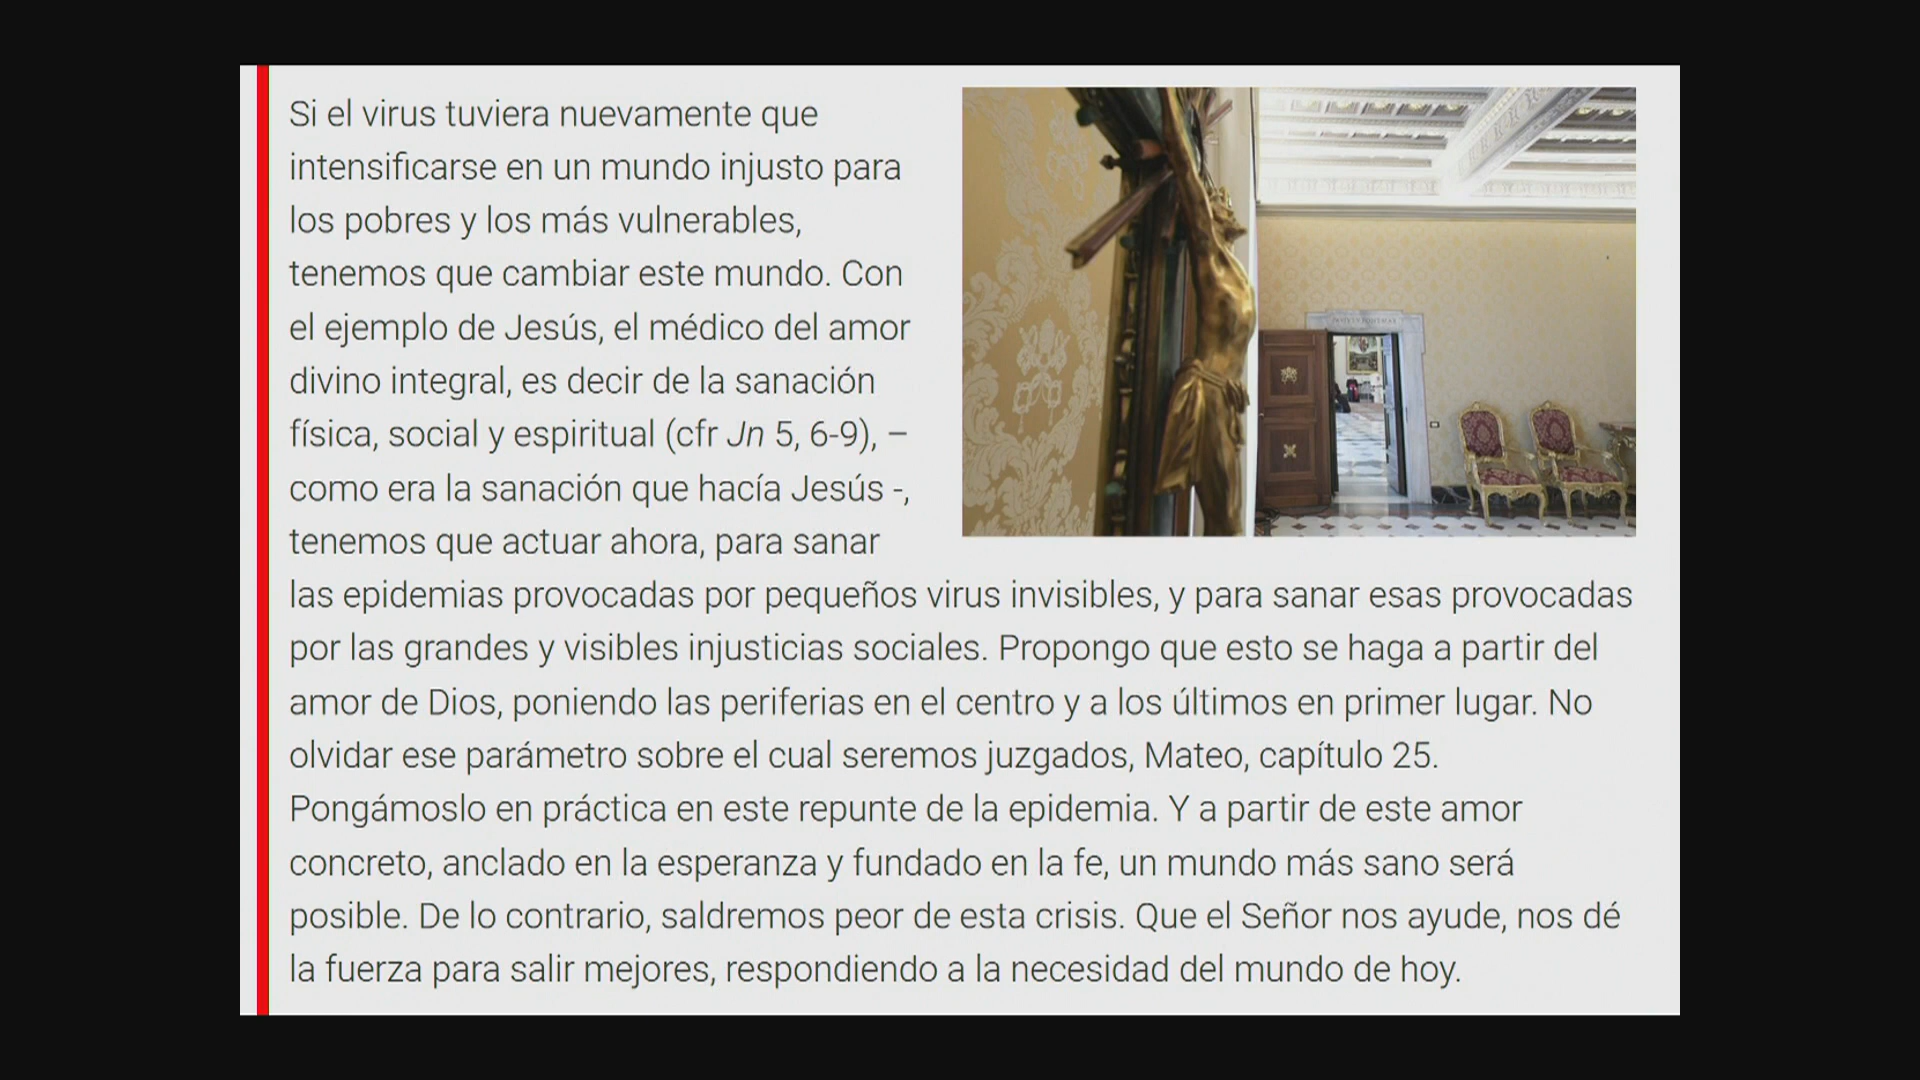 Si el virus tuviera nuevamente que
intensificarse en un mundo injusto para
los pobres y los más vulnerables,
tenemos que cambiar este mundo. Con
el ejemplo de Jesús, el médico del amor
divino integral, es decir de la sanación
física, social y espiritual (cfr Jn 5, 6-9), –
como era la sanación que hacía Jesús -,
tenemos que actuar ahora, para sanar
las epidemias provocadas por pequeños virus invisibles, y para sanar esas provocadas
por las grandes y visibles injusticias sociales. Propongo que esto se haga a partir del
amor de Dios, poniendo las periferias en el centro y a los últimos en primer lugar. No
olvidar ese parámetro sobre el cual seremos juzgados, Mateo, capítulo 25.
Pongámoslo en práctica en este repunte de la epidemia. Y a partir de este amor
concreto, anclado en la esperanza y fundado en la fe, un mundo más sano será
posible. De lo contrario, saldremos peor de esta crisis. Que el Señor nos ayude, nos dé
la fuerza para salir mejores, respondiendo a la necesidad del mundo de hoy.